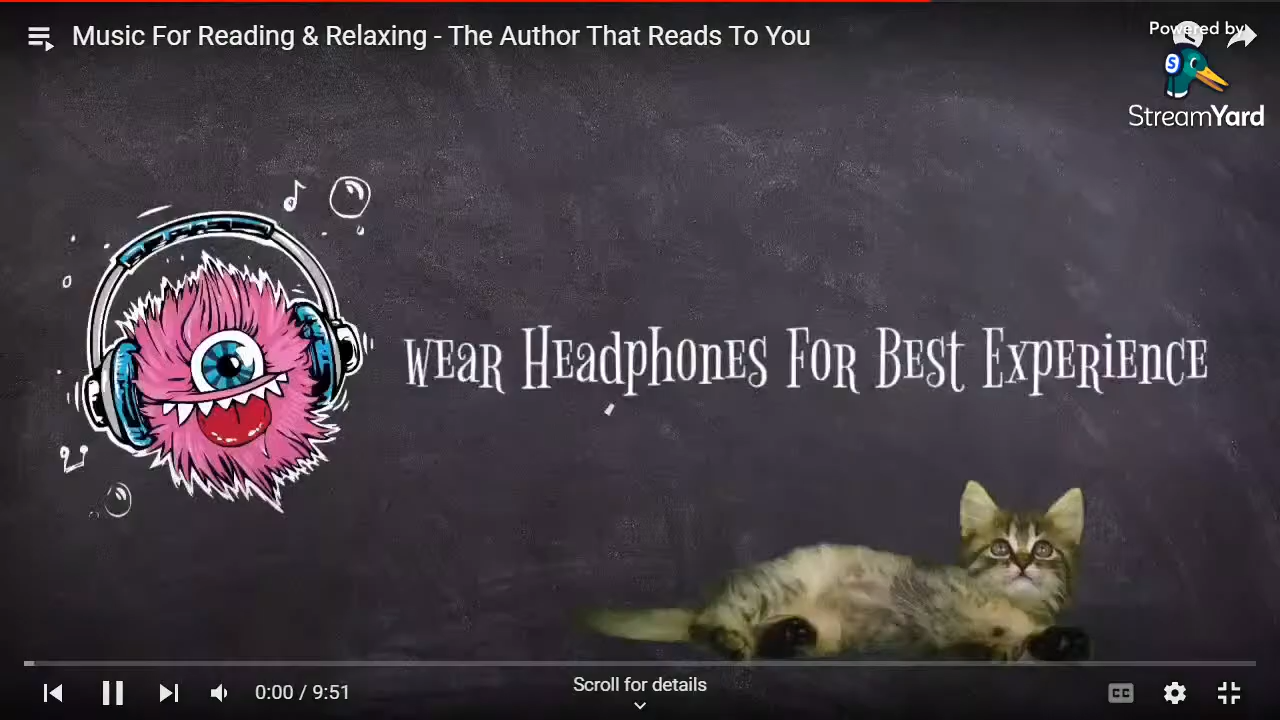 Music For Reading & Relaxing - The Author That Reads To You
Powered by
S
StreamYard
WEAR HEADPHONES FOR BEST EXPERIENCE
0:00 / 9:51
Scroll for details
CC